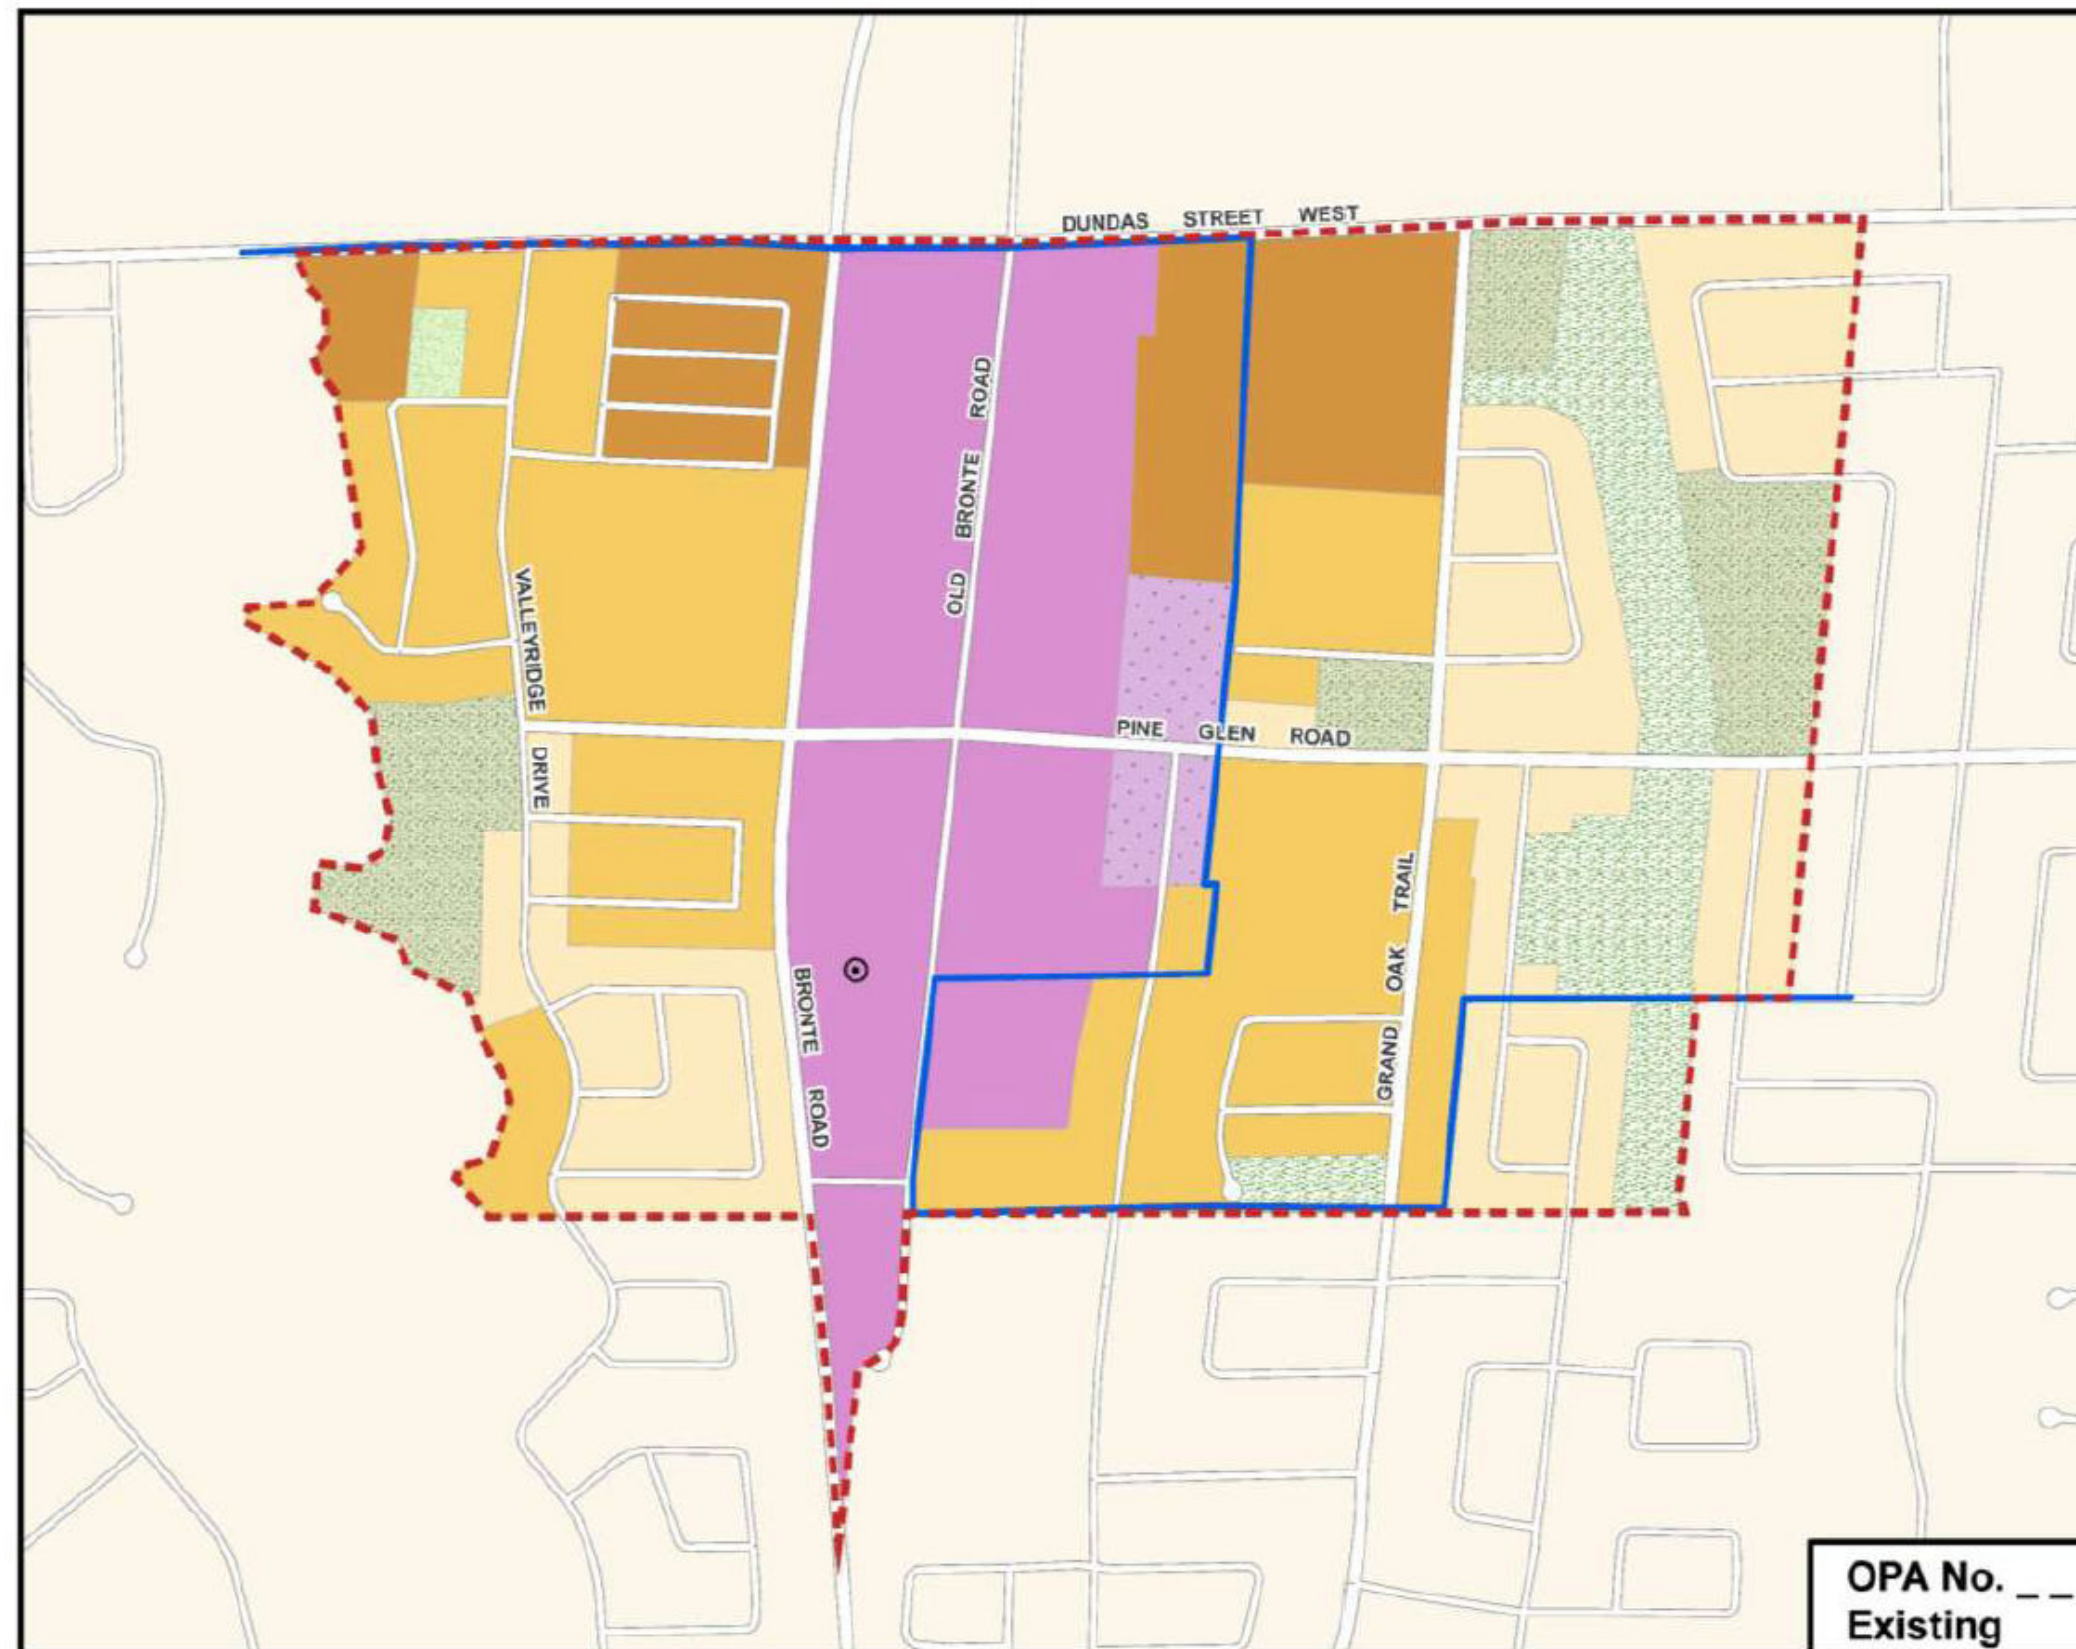 DUNDAS STREET WEST
OLD BRONTE ROAD
VALLEYRIDGE DRIVE
PINE GLEN ROAD
GRAND OAK TRAIL
BRONTE ROAD
OPA No. _ _
Existing